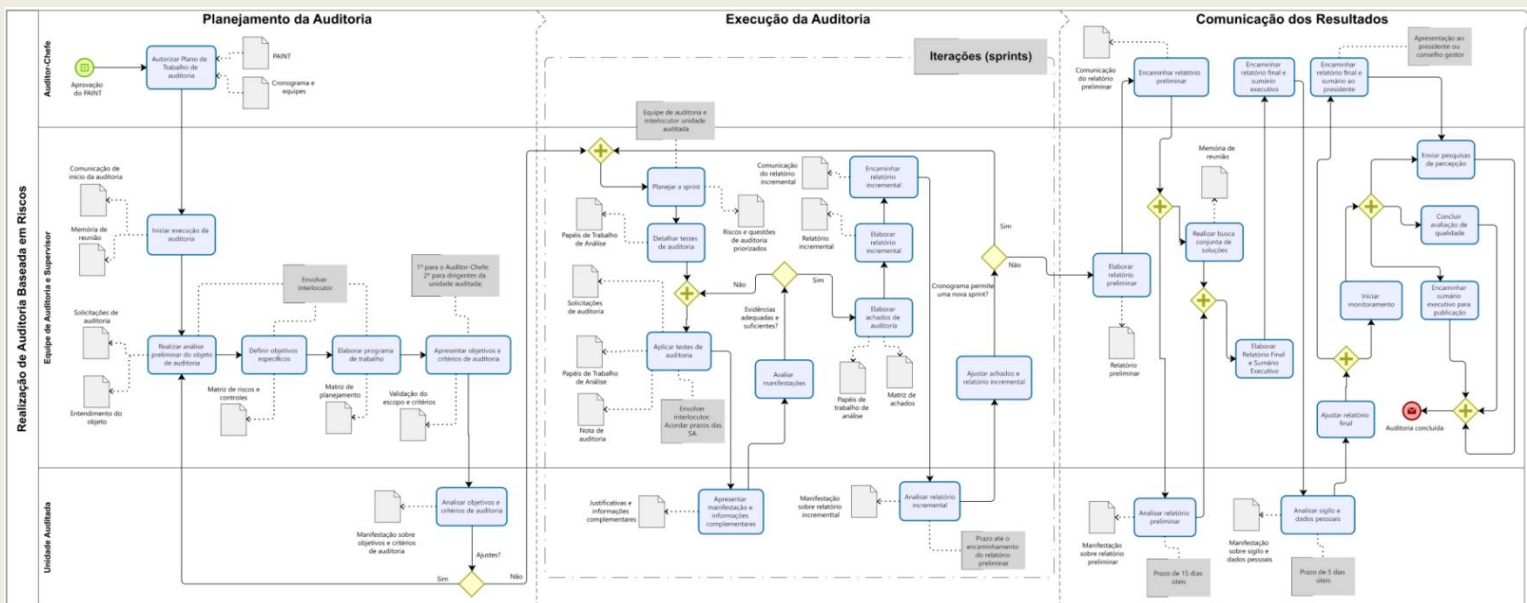 Planejamento da Auditoria
Execução da Auditoria
Comunicação dos Resultados
Realização de Auditoria Baseada em Riscos
Auditor-Chefe
Equipe de Auditoria e Supervisor
Unidade Auditada
Aprovação
do PAINT
Autorizar Plano de
Trabalho de
auditoria
PAINT
Cronograma e
equipes
Comunicação de
início da auditoria
Memória de
reunião
Iniciar execução da
auditoria
Envolver
interlocutor
1º para o Auditor-Chefe;
2º para dirigentes da
unidade auditada;
Solicitações de
auditoria
Entendimento do
objeto
Realizar análise
preliminar do objeto
de auditoria
Definir objetivos
específicos
Elaborar programa
de trabalho
Apresentar objetivos e
critérios de auditoria
Matriz de riscos e
controles
Matriz de
planejamento
Validação do
escopo e critérios
Analisar objetivos e
critérios de auditoria
Manifestação sobre
objetivos e critérios
de auditoria
Ajustes?
Sim
Não
Iterações (sprints)
Equipe de auditoria e
interlocutor unidade
auditada
Planejar a sprint
Riscos e questões
de auditoria
priorizados
Papéis de Trabalho
de Análise
Detalhar testes
de auditoria
Solicitações
de auditoria
Aplicar testes de
auditoria
Papéis de Trabalho
de Análise
Nota de
auditoria
Envolver
interlocutor;
Acordar prazos das
SA
Justificativas e
informações
complementares
Apresentar
manifestação e
informações
complementares
Avaliar
manifestações
Evidências
adequadas e
suficientes?
Não
Sim
Elaborar
achados de
auditoria
Papéis de
trabalho de
análise
Matriz de
achados
Relatório
incremental
Elaborar
relatório
incremental
Comunicação do
relatório
incremental
Encaminhar
relatório
incremental
Manifestação
sobre relatório
incrementtal
Analisar relatório
incremental
Prazo até o
encaminhamento
do relatório
preliminar
Ajustar achados e
relatório incremental
Cronograma permite
uma nova sprint?
Sim
Não
Elaborar
relatório
preliminar
Relatório
preliminar
Comunicação
do relatório
preliminar
Encaminhar relatório
preliminar
Realizar busca
conjunta de
soluções
Memória de
reunião
Analisar relatório
preliminar
Manifestação
sobre relatório
preliminar
Prazo de 15 dias
úteis
Elaborar
Relatório Final
e Sumário
Executivo
Encaminhar
relatório final e
sumário
executivo
Analisar sigilo e
dados pessoais
Manifestação
sobre sigilo e
dados pessoais
Prazo de 5 dias
úteis
Ajustar relatório
final
Encaminhar
relatório final e
sumário ao
presidente
Apresentação ao
presidente ou
conselho gestor
Iniciar
monitoramento
Enviar pesquisas
de percepção
Concluir
avaliação de
qualidade
Encaminhar
sumário
executivo para
publicação
Auditoria concluída